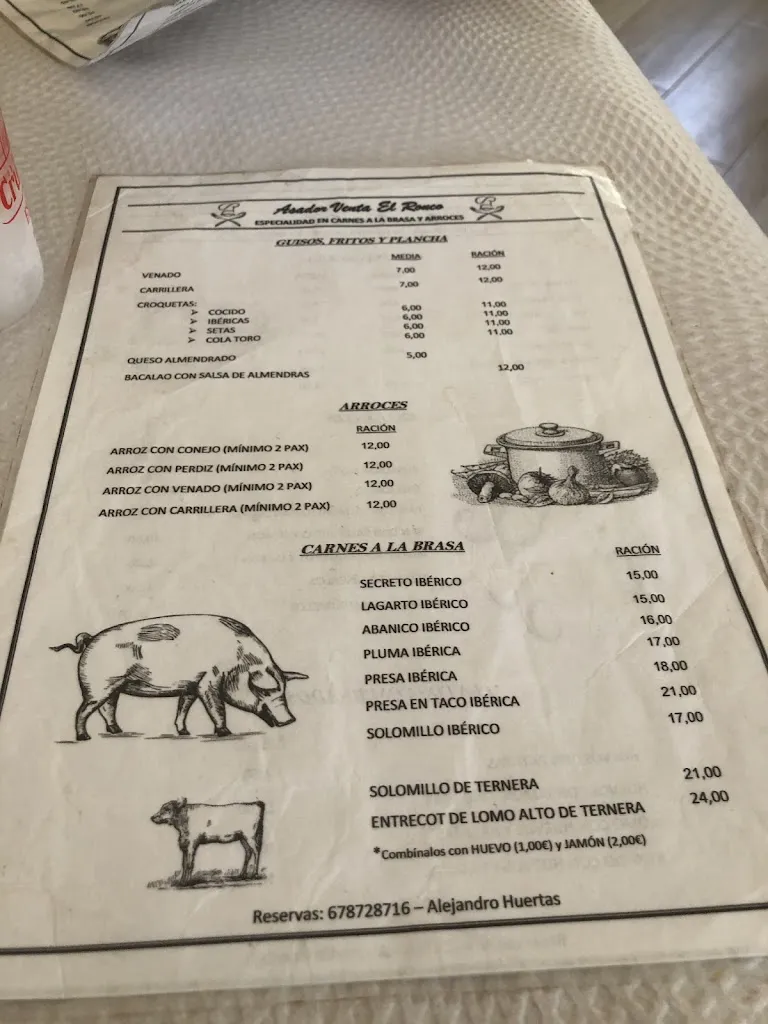 Asador Venta El Ronco
ESPECIALIDAD EN CARNES A LA BRASA Y ARROCES
GUISOS, FRITOS Y PLANCHA
MEDIA RACIÓN
VENADO 7,00 12,00
CARRILLERA 7,00 12,00
CROQUETAS:
➢ COCIDO 6,00 11,00
➢ IBÉRICAS 6,00 11,00
➢ SETAS 6,00 11,00
➢ COLA TORO 6,00 11,00
QUESO ALMENDRADO 5,00
BACALAO CON SALSA DE ALMENDRAS 12,00
ARROCES
RACIÓN
ARROZ CON CONEJO (MÍNIMO 2 PAX) 12,00
ARROZ CON PERDIZ (MÍNIMO 2 PAX) 12,00
ARROZ CON VENADO (MÍNIMO 2 PAX) 12,00
ARROZ CON CARRILLERA (MÍNIMO 2 PAX) 12,00
CARNES A LA BRASA
RACIÓN
SECRETO IBÉRICO 15,00
LAGARTO IBÉRICO 15,00
ABANICO IBÉRICO 16,00
PLUMA IBÉRICA 17,00
PRESA IBÉRICA 18,00
PRESA EN TACO IBÉRICA 21,00
SOLOMILLO IBÉRICO 17,00
SOLOMILLO DE TERNERA 21,00
ENTRECOT DE LOMO ALTO DE TERNERA 24,00
*Combínalos con HUEVO (1,00€) y JAMÓN (2,00€)
Reservas: 678728716 – Alejandro Huertas